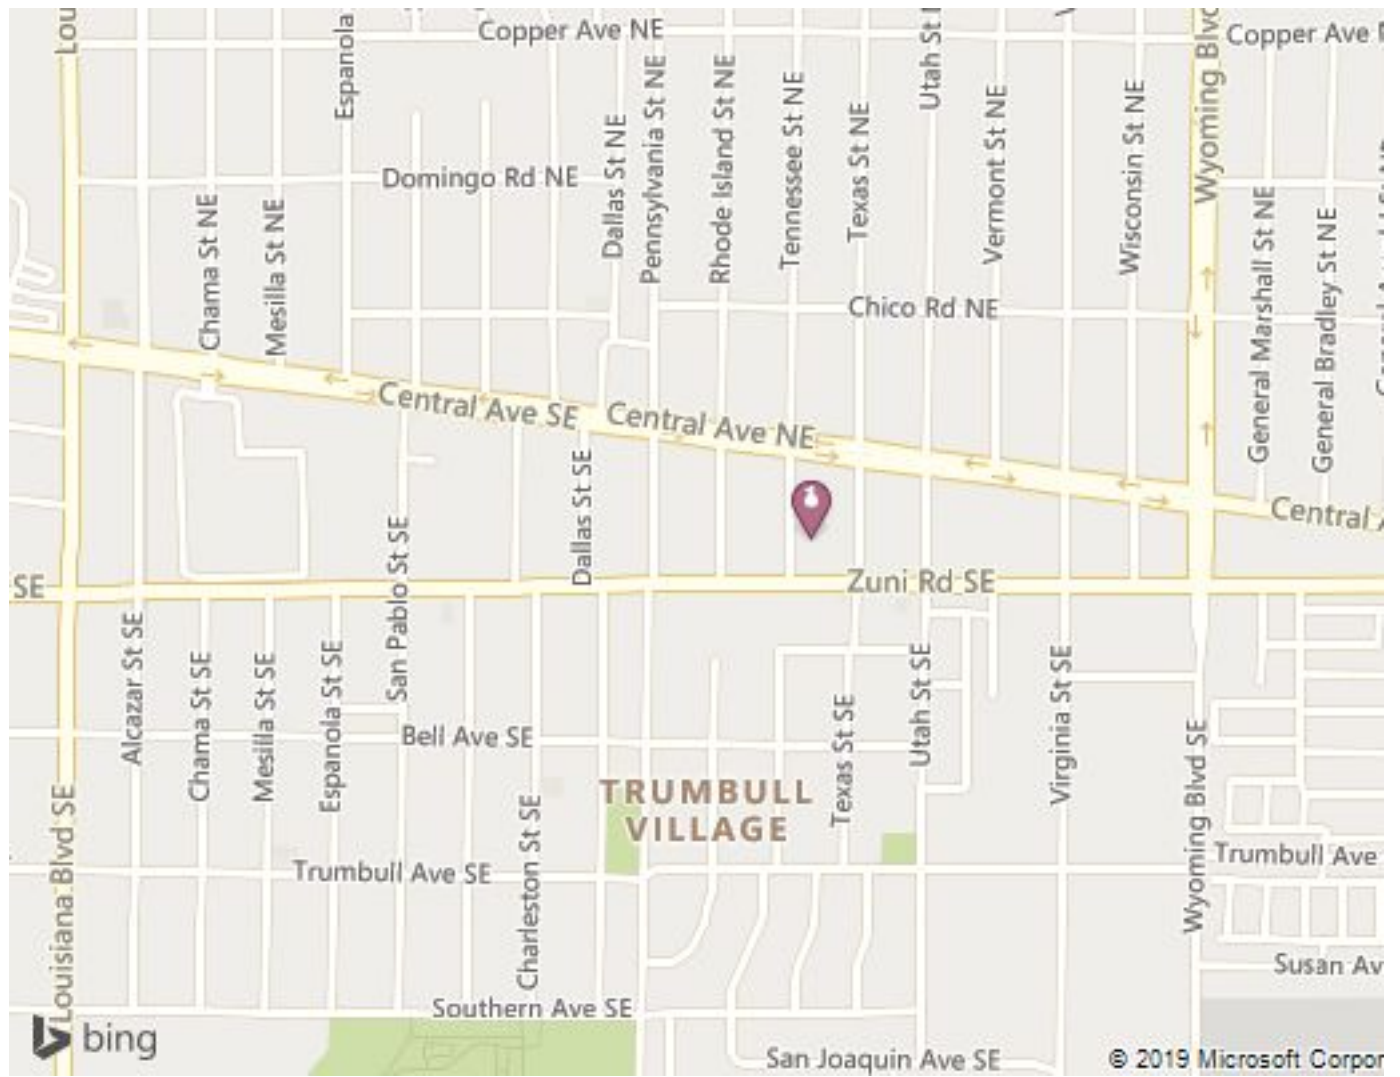 Copper Ave NE
Copper Ave
Lou
Espanola
Utah St
Wyoming Blvd
Pennsylvania St NE
Rhode Island St NE
Tennessee St NE
Texas St NE
Vermont St NE
Wisconsin St NE
Dallas St NE
Domingo Rd NE
Chama St NE
Mesilla St NE
General Marshall St NE
General Bradley St NE
Chico Rd NE
Central Ave SE
Central Ave NE
Central A
Dallas St SE
San Pablo St SE
SE
Zuni Rd SE
Alcazar St SE
Chama St SE
Mesilla St SE
Espanola St SE
Utah St SE
Virginia St SE
Texas St SE
Wyoming Blvd SE
Bell Ave SE
TRUMBULL
VILLAGE
Charleston St SE
Louisiana Blvd SE
Trumbull Ave SE
Trumbull Ave
Susan Av
Southern Ave SE
bing
San Joaquin Ave SE
© 2019 Microsoft Corpor